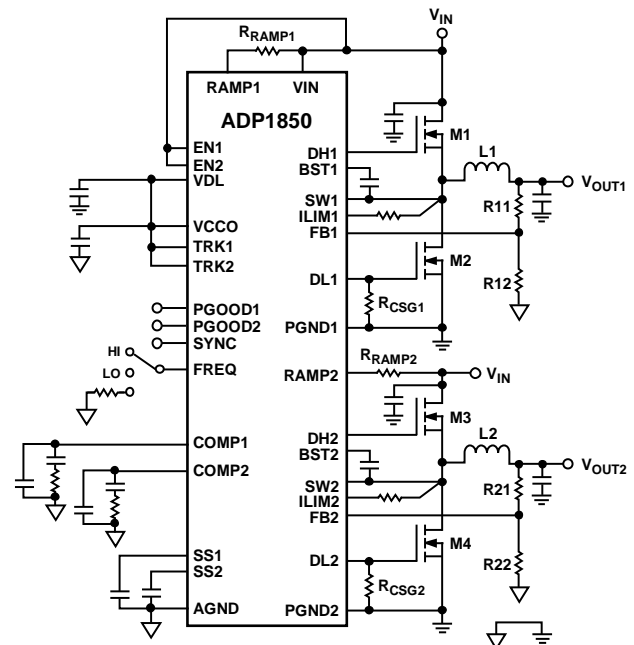 VIN
RRAMP1
RAMP1 VIN
ADP1850
EN1
EN2
VDL
VCCO
TRK1
TRK2
PGOOD1
PGOOD2
SYNC
HI
LO
FREQ
COMP1
COMP2
SS1
SS2
AGND
DH1
BST1
SW1
ILIM1
FB1
DL1
PGND1
RAMP2
DH2
BST2
SW2
ILIM2
FB2
DL2
PGND2
M1
L1
VOUT1
R11
M2
R12
RCSG1
RRAMP2
VIN
M3
L2
VOUT2
R21
M4
R22
RCSG2